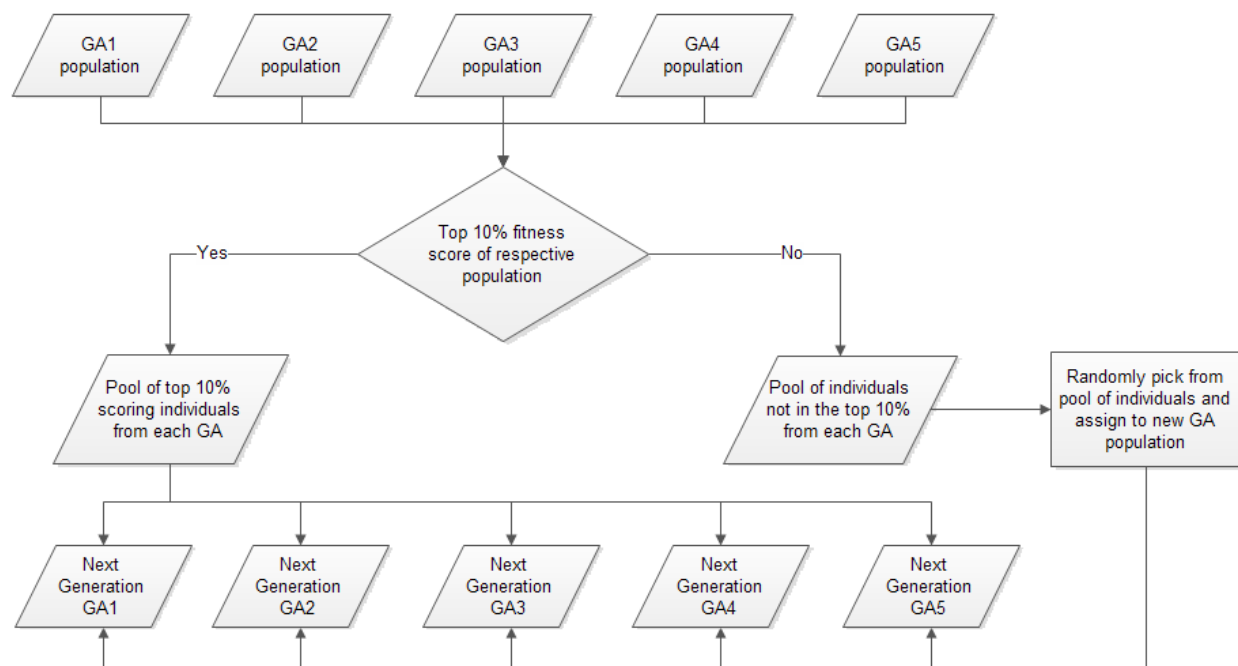 GA1
population
GA2
population
GA3
population
GA4
population
GA5
population
Top 10% fitness
score of respective
population
Yes
No
Pool of top 10%
scoring individuals
from each GA
Pool of individuals
not in the top 10%
from each GA
Randomly pick from
pool of individuals and
assign to new GA
population
Next
Generation
GA1
Next
Generation
GA2
Next
Generation
GA3
Next
Generation
GA4
Next
Generation
GA5